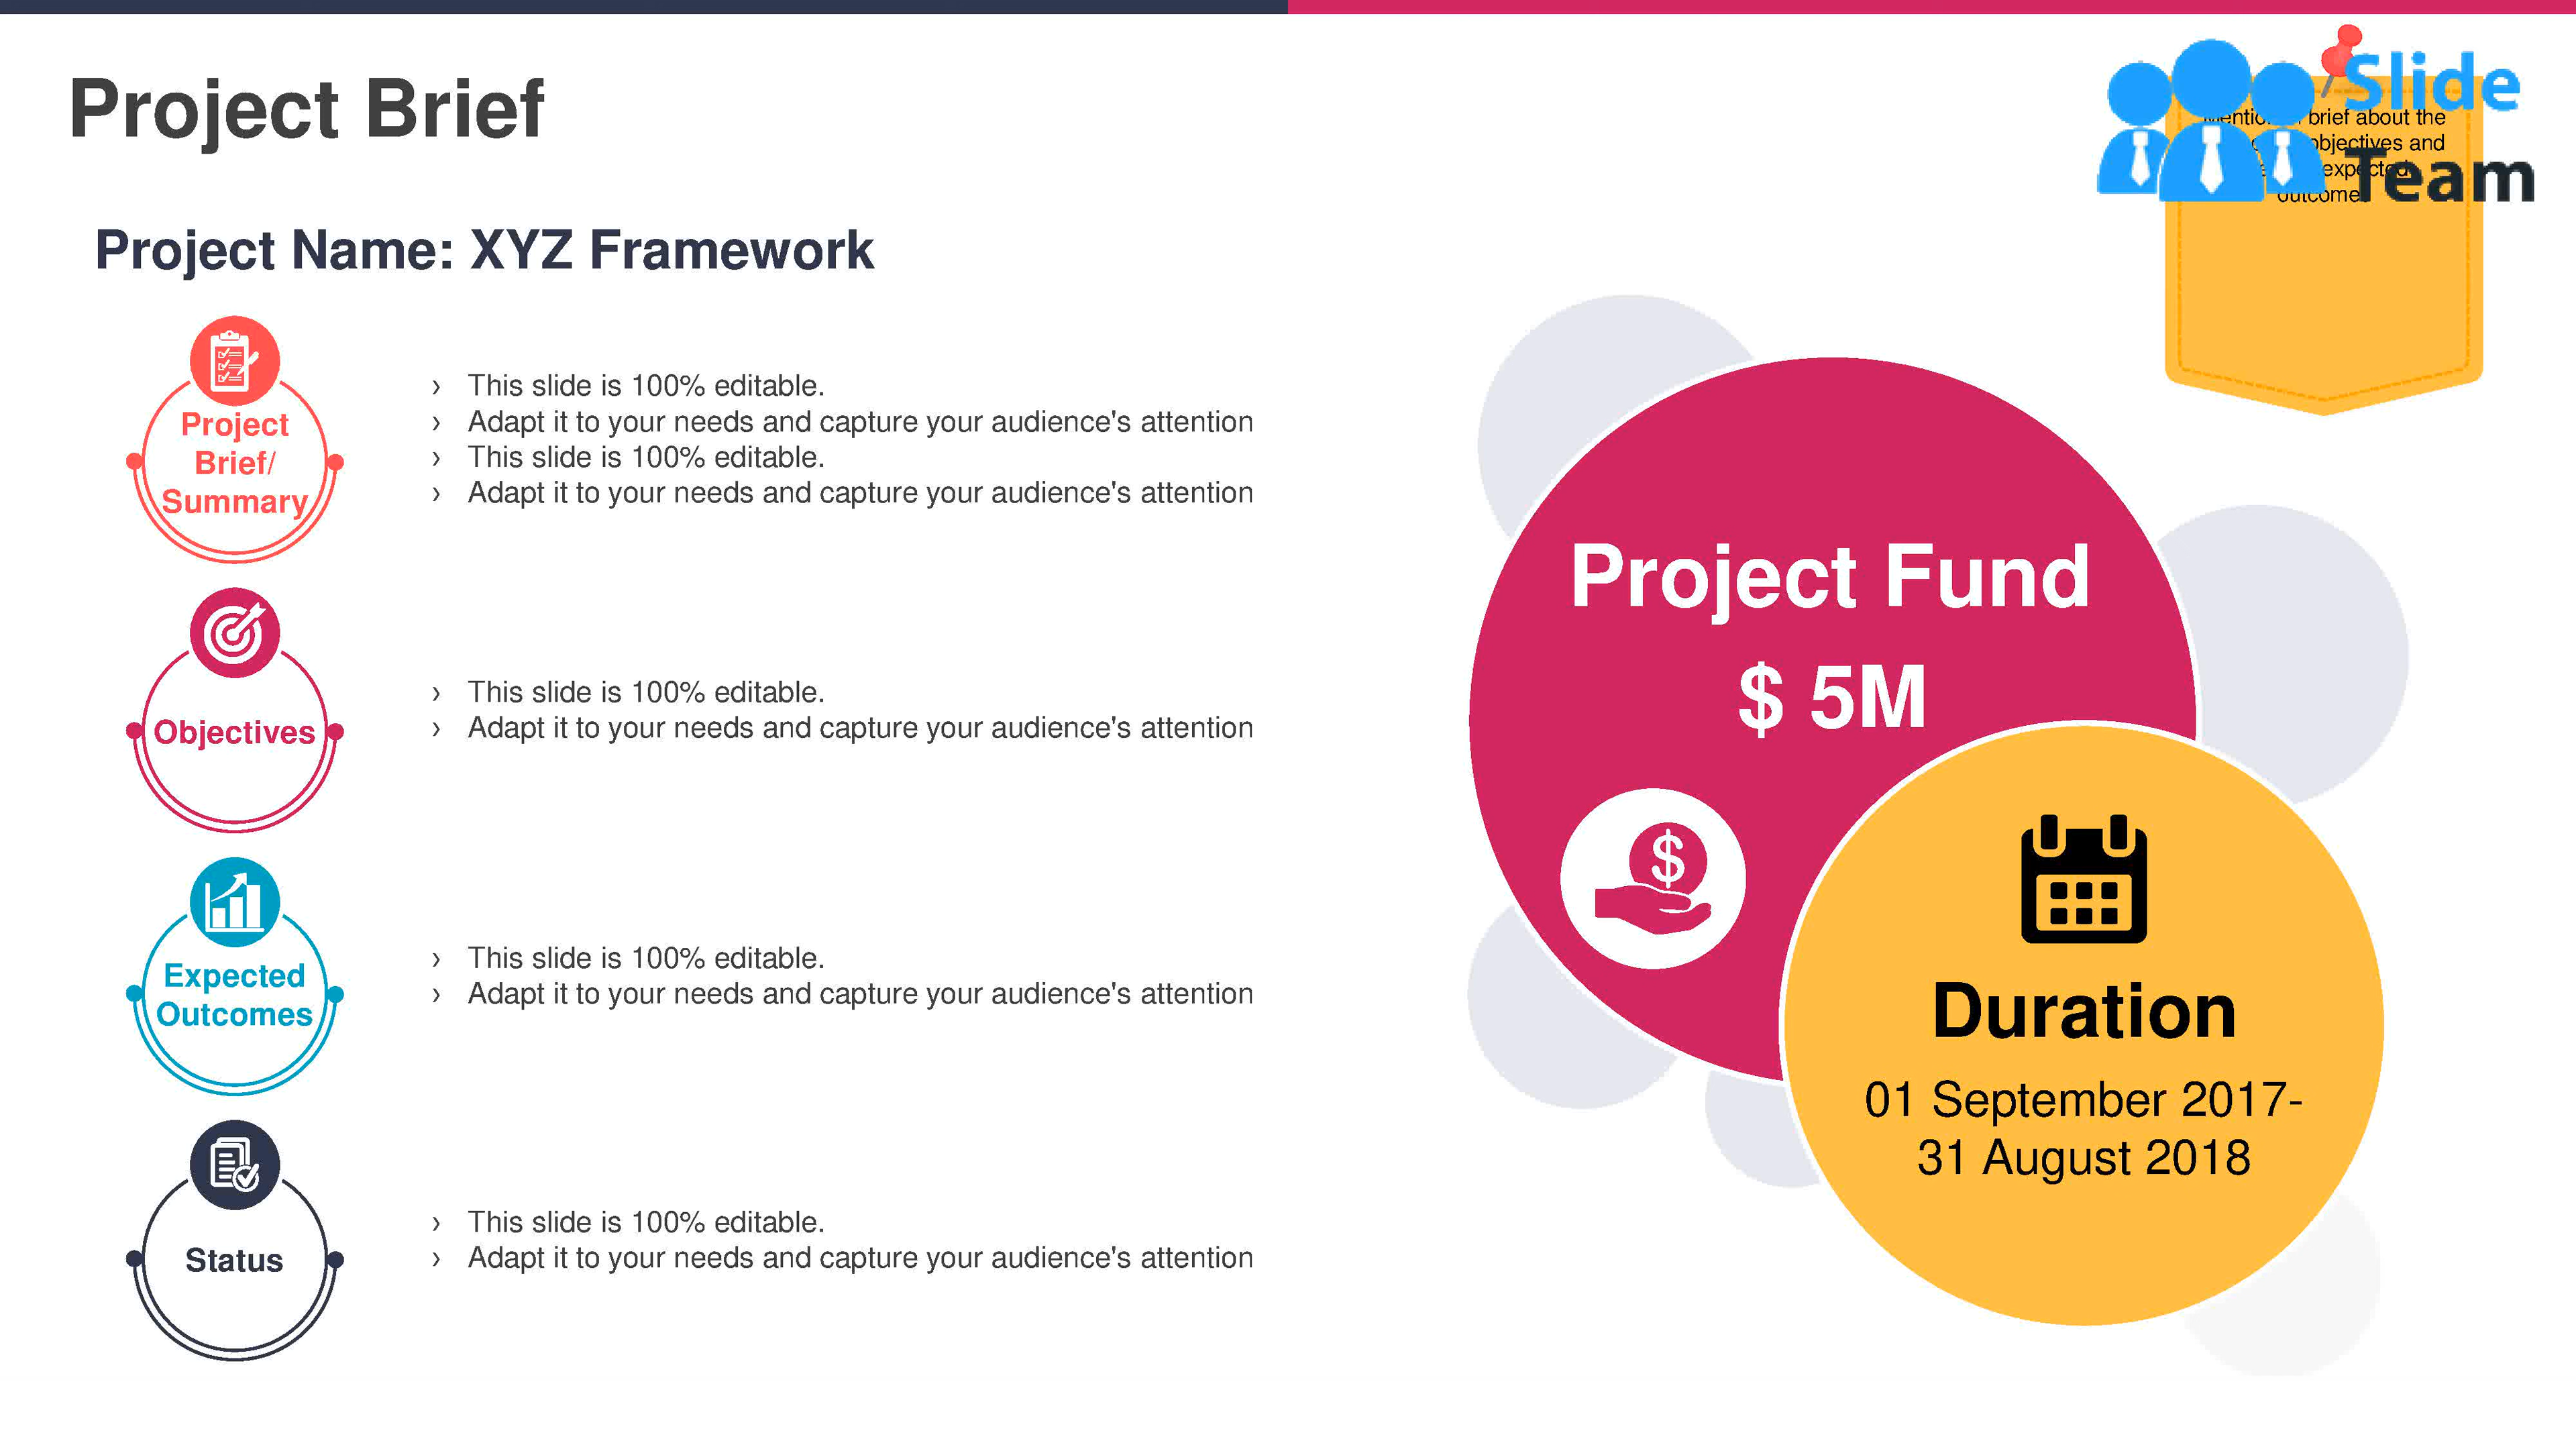 Project Brief
Slide
Team
brief about the
objectives and
outcome
Project Name: XYZ Framework
Project
Brief/
Summary
› This slide is 100% editable.
› Adapt it to your needs and capture your audience's attention
› This slide is 100% editable.
› Adapt it to your needs and capture your audience's attention
Objectives
› This slide is 100% editable.
› Adapt it to your needs and capture your audience's attention
Expected
Outcomes
› This slide is 100% editable.
› Adapt it to your needs and capture your audience's attention
Status
› This slide is 100% editable.
› Adapt it to your needs and capture your audience's attention
Project Fund
$ 5M
$
Duration
01 September 2017-
31 August 2018